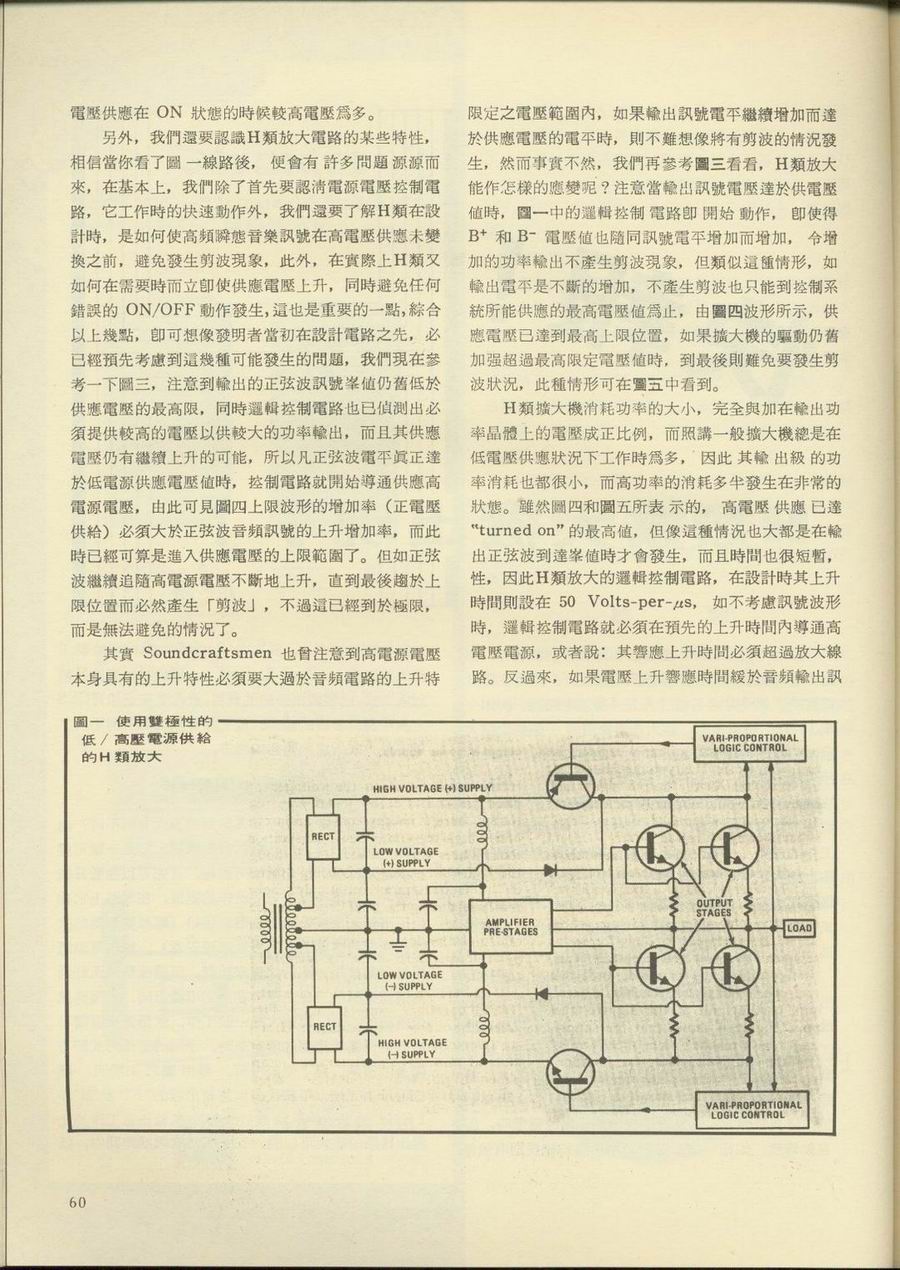 電壓供應在 ON 狀態的時候較高電壓爲多。
另外，我們還要認識H類放大電路的某些特性，
相信當你看了圖一線路後，便會有許多問題源源而
來，在基本上，我們除了首先要認淸電源電壓控制電
路，它工作時的快速動作外，我們還要了解H類在設
計時，是如何使高頻瞬態音樂訊號在高電壓供應未變
換之前，避免發生剪波現象，此外，在實際上H類又
如何在需要時而立卽使供應電壓上升，同時避免任何
錯誤的 ON/OFF 動作發生，這也是重要的一點，綜合
以上幾點，卽可想像發明者當初在設計電路之先，必
已經預先考慮到這幾種可能發生的問題，我們現在參
考一下圖三，注意到輸出的正弦波訊號峯値仍舊低於
供應電壓的最高限，同時邏輯控制電路也已偵測出必
須提供較高的電壓以供較大的功率輸出，而且其供應
電壓仍有繼續上升的可能，所以凡正弦波電平眞正達
於低電源供應電壓値時，控制電路就開始導通供應高
電源電壓，由此可見圖四上限波形的增加率（正電壓
供給）必須大於正弦波音頻訊號的上升增加率，而此
時已經可算是進入供應電壓的上限範圍了。但如正弦
波繼續追隨高電源電壓不斷地上升，直到最後趨於上
限位置而必然產生「剪波」，不過這已經到於極限，
而是無法避免的情況了。
其實 Soundcraftsmen 也曾注意到高電源電壓
本身具有的上升特性必須要大過於音頻電路的上升特
限定之電壓範圍內，如果輸出訊號電平繼續增加而達
於供應電壓的電平時，則不難想像將有剪波的情況發
生，然而事實不然，我們再參考圖三看看，H類放大
能作怎樣的應變呢？注意當輸出訊號電壓達於供電壓
値時，圖一中的邏輯控制電路卽開始動作，卽使得
B⁺ 和 B⁻ 電壓値也隨同訊號電平增加而增加，令增
加的功率輸出不產生剪波現象，但類似這種情形，如
輸出電平是不斷的增加，不產生剪波也只能到控制系
統所能供應的最高電壓値爲止，由圖四波形所示，供
應電壓已達到最高上限位置，如果擴大機的驅動仍舊
加强超過最高限定電壓値時，到最後則難免要發生剪
波狀況，此種情形可在圖五中看到。
H類擴大機消耗功率的大小，完全與加在輸出功
率晶體上的電壓成正比例，而照講一般擴大機總是在
低電壓供應狀況下工作時爲多，因此其輸出級的功
率消耗也都很小，而高功率的消耗多半發生在非常的
狀態。雖然圖四和圖五所表示的，高電壓供應已達
“turned on” 的最高値，但像這種情況也大都是在輸
出正弦波到達峯値時才會發生，而且時間也很短暫，
性，因此H類放大的邏輯控制電路，在設計時其上升
時間則設在 50 Volts-per-μs，如不考慮訊號波形
時，邏輯控制電路就必須在預先的上升時間內導通高
電壓電源，或者說：其響應上升時間必須超過放大線
路。反過來，如果電壓上升響應時間緩於音頻輸出訊
圖一 使用雙極性的
低／高壓電源供給
的H類放大
VARI-PROPORTIONAL
LOGIC CONTROL
HIGH VOLTAGE (+) SUPPLY
RECT
LOW VOLTAGE
(+) SUPPLY
OUTPUT
STAGES
AMPLIFIER
PRE-STAGES
LOAD
LOW VOLTAGE
(−) SUPPLY
RECT
HIGH VOLTAGE
(−) SUPPLY
VARI-PROPORTIONAL
LOGIC CONTROL
60